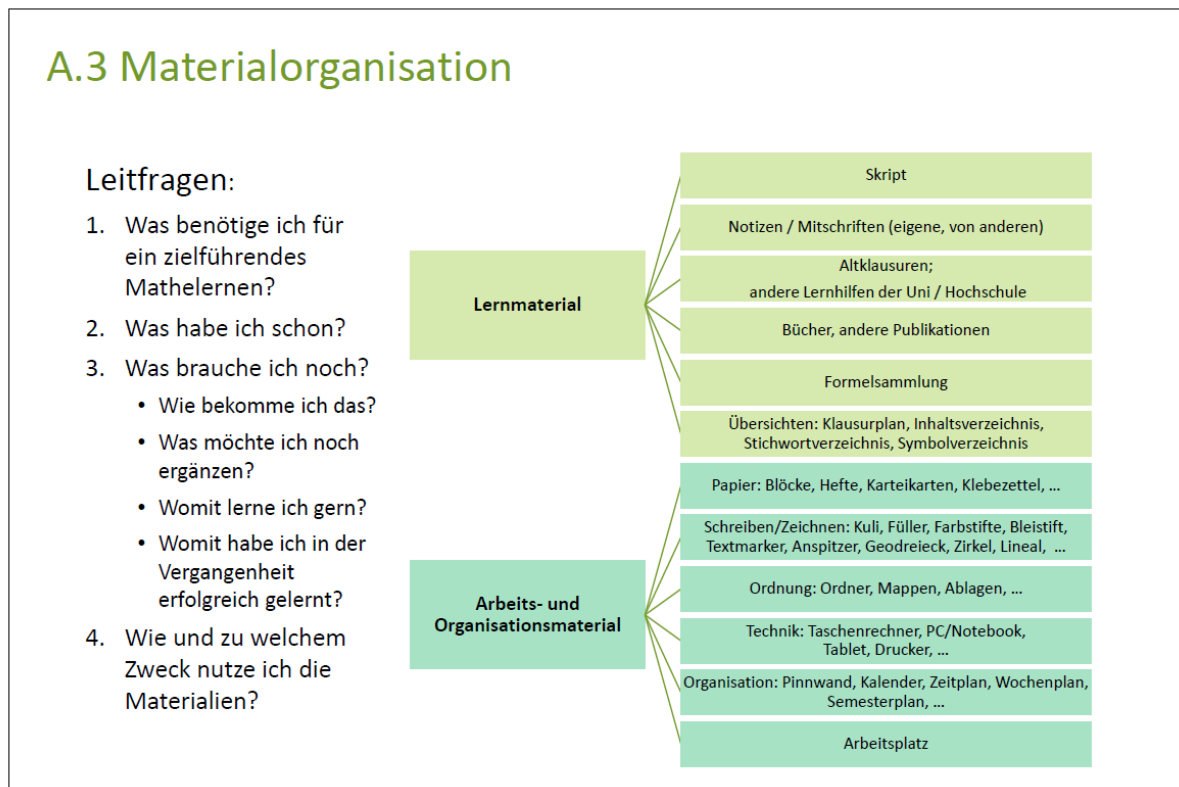 A.3 Materialorganisation
Leitfragen:
1. Was benötige ich für
ein zielführendes
Mathelernen?
2. Was habe ich schon?
3. Was brauche ich noch?
• Wie bekomme ich das?
• Was möchte ich noch
ergänzen?
• Womit lerne ich gern?
• Womit habe ich in der
Vergangenheit
erfolgreich gelernt?
4. Wie und zu welchem
Zweck nutze ich die
Materialien?
Lernmaterial
Skript
Notizen / Mitschriften (eigene, von anderen)
Altklausuren;
andere Lernhilfen der Uni / Hochschule
Bücher, andere Publikationen
Formelsammlung
Übersichten: Klausurplan, Inhaltsverzeichnis,
Stichwortverzeichnis, Symbolverzeichnis
Arbeits- und
Organisationsmaterial
Papier: Blöcke, Hefte, Karteikarten, Klebezettel, ...
Schreiben/Zeichnen: Kuli, Füller, Farbstifte, Bleistift,
Textmarker, Anspitzer, Geodreieck, Zirkel, Lineal, ...
Ordnung: Ordner, Mappen, Ablagen, ...
Technik: Taschenrechner, PC/Notebook,
Tablet, Drucker, ...
Organisation: Pinnwand, Kalender, Zeitplan, Wochenplan,
Semesterplan, ...
Arbeitsplatz